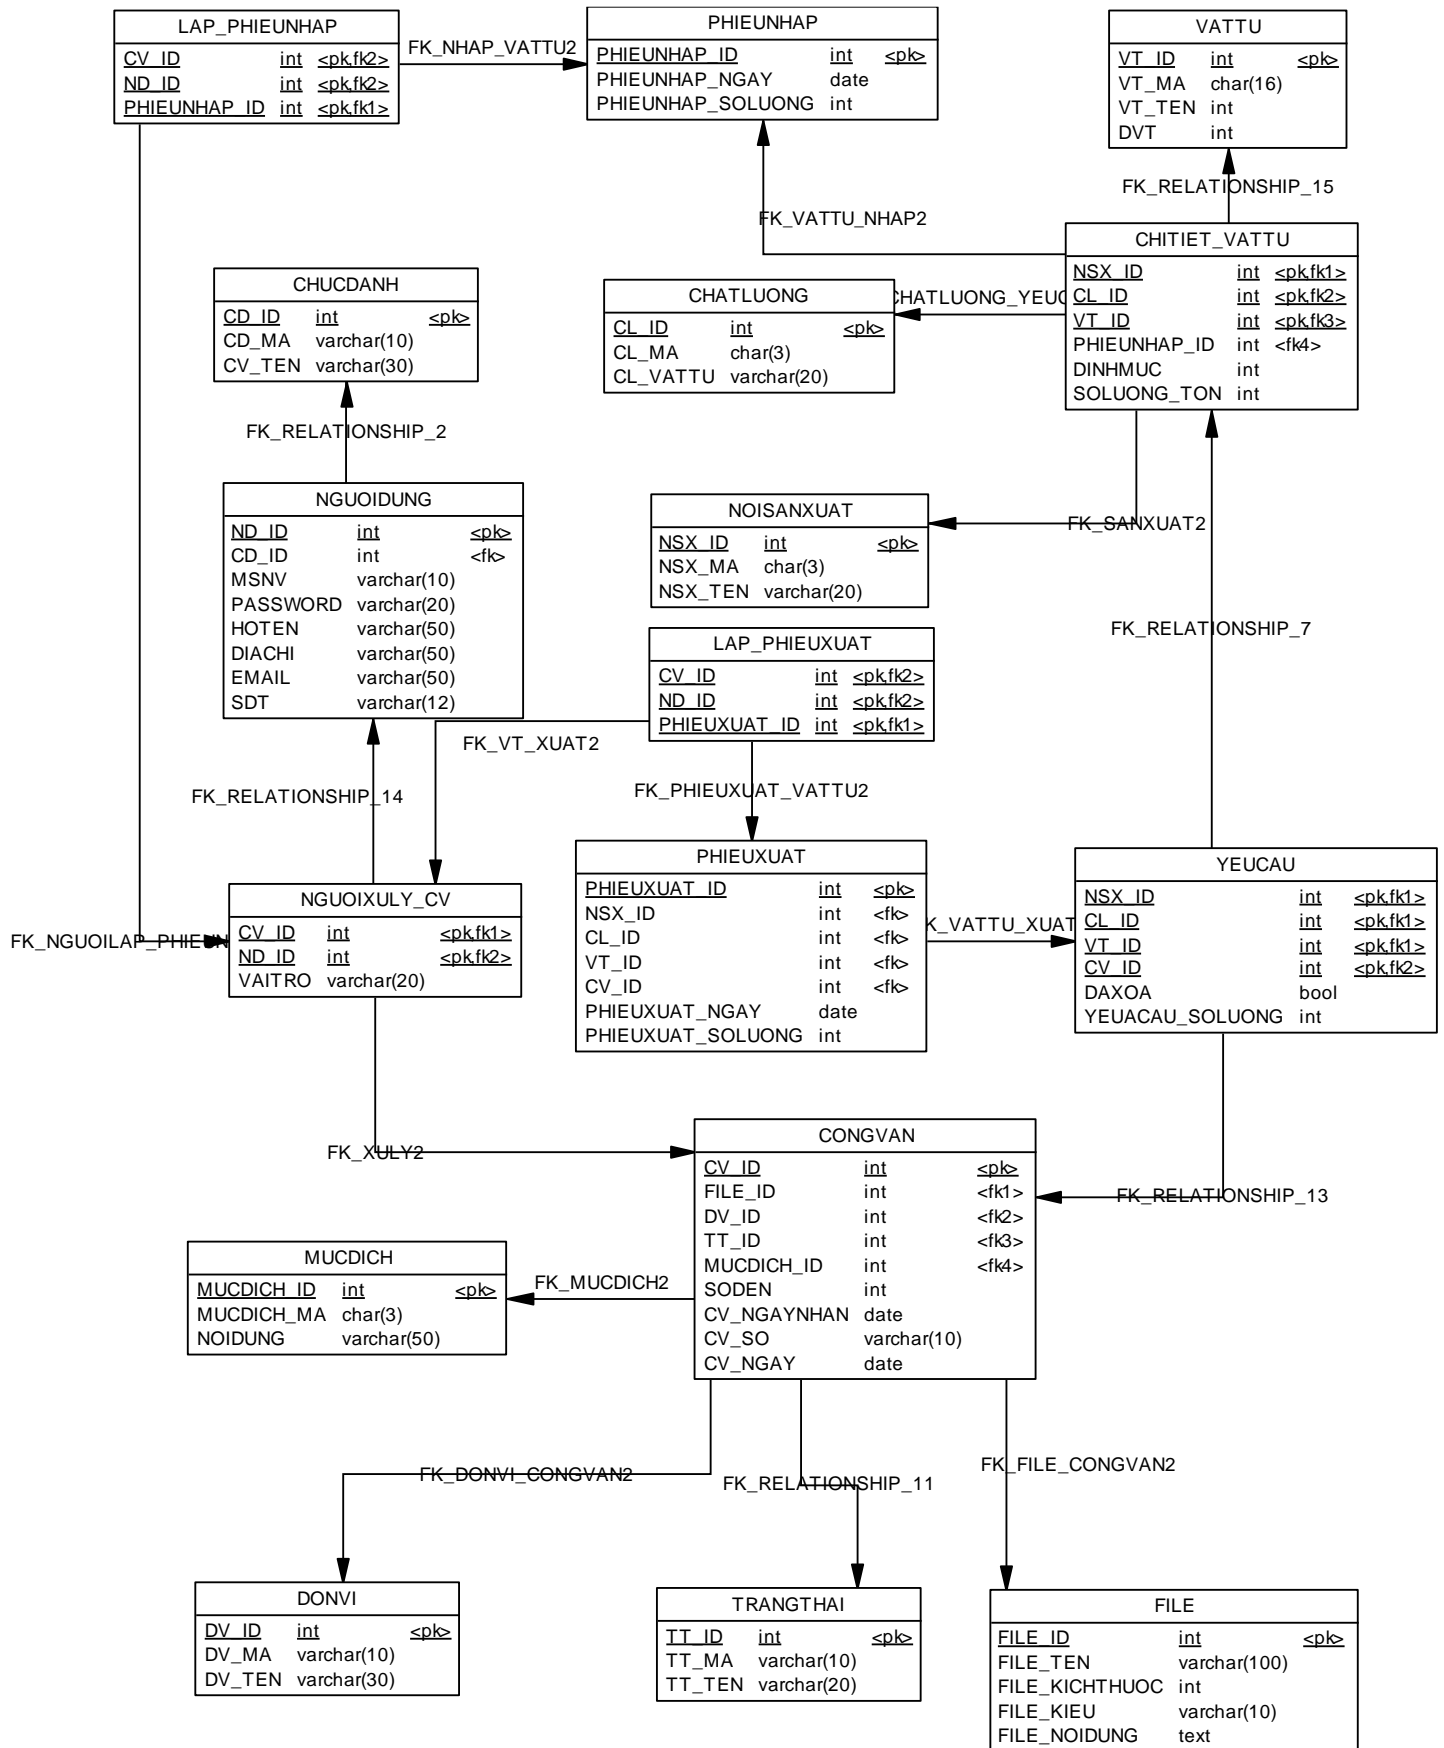 LAP_PHIEUNHAP
CV_ID int <pk,fk2>
ND_ID int <pk,fk2>
PHIEUNHAP_ID int <pk,fk1>
FK_NHAP_VATTU2
PHIEUNHAP
PHIEUNHAP_ID int <pk>
PHIEUNHAP_NGAY date
PHIEUNHAP_SOLUONG int
VATTU
VT_ID int <pk>
VT_MA char(16)
VT_TEN int
DVT int
FK_RELATIONSHIP_15
FK_VATTU_NHAP2
CHITIET_VATTU
NSX_ID int <pk,fk1>
CL_ID int <pk,fk2>
VT_ID int <pk,fk3>
PHIEUNHAP_ID int <fk4>
DINHMUC int
SOLUONG_TON int
CHUCDANH
CD_ID int <pk>
CD_MA varchar(10)
CV_TEN varchar(30)
CHATLUONG
CL_ID int <pk>
CL_MA char(3)
CL_VATTU varchar(20)
CHATLUONG_YEUC
FK_RELATIONSHIP_2
NGUOIDUNG
ND_ID int <pk>
CD_ID int <fk>
MSNV varchar(10)
PASSWORD varchar(20)
HOTEN varchar(50)
DIACHI varchar(50)
EMAIL varchar(50)
SDT varchar(12)
NOISANXUAT
NSX_ID int <pk>
NSX_MA char(3)
NSX_TEN varchar(20)
FK_SANXUAT2
FK_RELATIONSHIP_7
LAP_PHIEUXUAT
CV_ID int <pk,fk2>
ND_ID int <pk,fk2>
PHIEUXUAT_ID int <pk,fk1>
FK_VT_XUAT2
FK_RELATIONSHIP_14
FK_PHIEUXUAT_VATTU2
PHIEUXUAT
PHIEUXUAT_ID int <pk>
NSX_ID int <fk>
CL_ID int <fk>
VT_ID int <fk>
CV_ID int <fk>
PHIEUXUAT_NGAY date
PHIEUXUAT_SOLUONG int
K_VATTU_XUAT
YEUCAU
NSX_ID int <pk,fk1>
CL_ID int <pk,fk1>
VT_ID int <pk,fk1>
CV_ID int <pk,fk2>
DAXOA bool
YEUACAU_SOLUONG int
NGUOIXULY_CV
CV_ID int <pk,fk1>
ND_ID int <pk,fk2>
VAITRO varchar(20)
FK_NGUOILAP_PHIEUN
FK_XULY2
CONGVAN
CV_ID int <pk>
FILE_ID int <fk1>
DV_ID int <fk2>
TT_ID int <fk3>
MUCDICH_ID int <fk4>
SODEN int
CV_NGAYNHAN date
CV_SO varchar(10)
CV_NGAY date
FK_RELATIONSHIP_13
MUCDICH
MUCDICH_ID int <pk>
MUCDICH_MA char(3)
NOIDUNG varchar(50)
FK_MUCDICH2
FK_DONVI_CONGVAN2
FK_RELATIONSHIP_11
FK_FILE_CONGVAN2
DONVI
DV_ID int <pk>
DV_MA varchar(10)
DV_TEN varchar(30)
TRANGTHAI
TT_ID int <pk>
TT_MA varchar(10)
TT_TEN varchar(20)
FILE
FILE_ID int <pk>
FILE_TEN varchar(100)
FILE_KICHTHUOC int
FILE_KIEU varchar(10)
FILE_NOIDUNG text